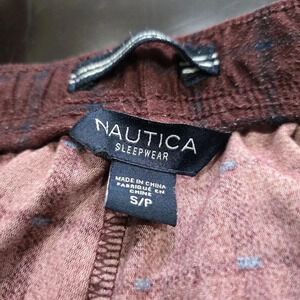 NAUTICA
SLEEPWEAR
MADE IN CHINA
FABRIQUÉ EN
CHINE
S/P